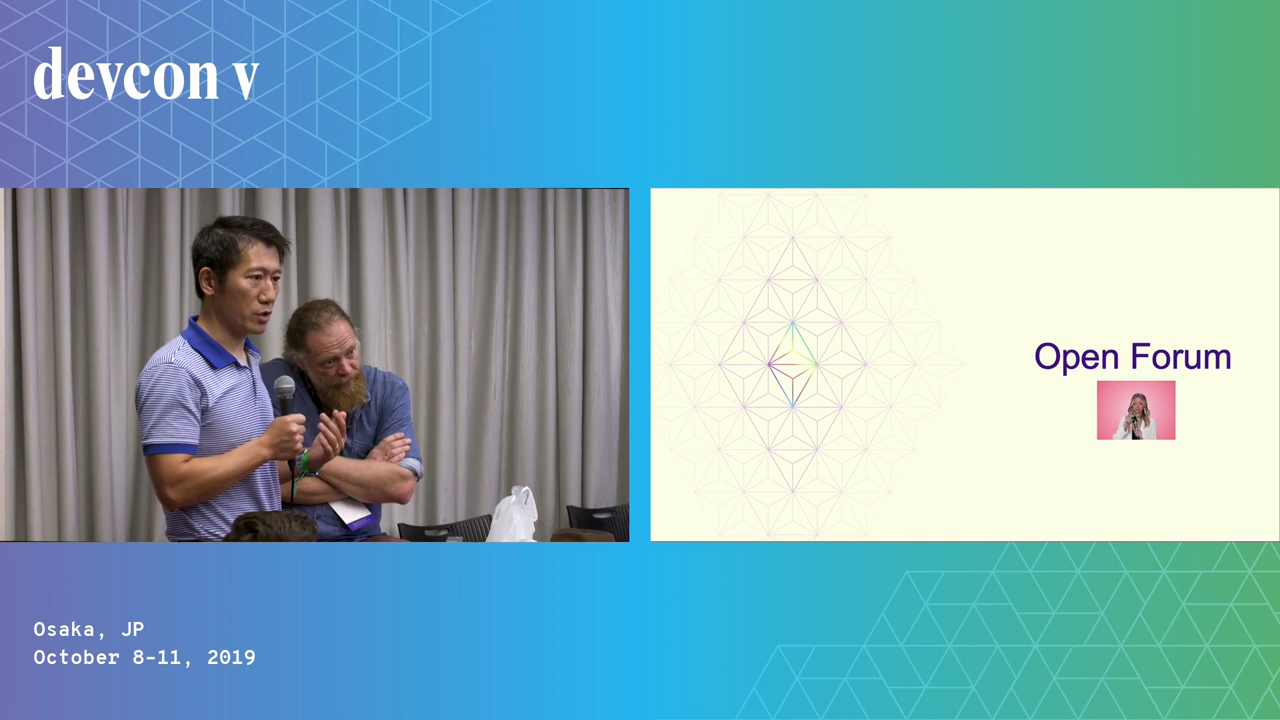 devcon v
Open Forum
Osaka, JP
October 8-11, 2019